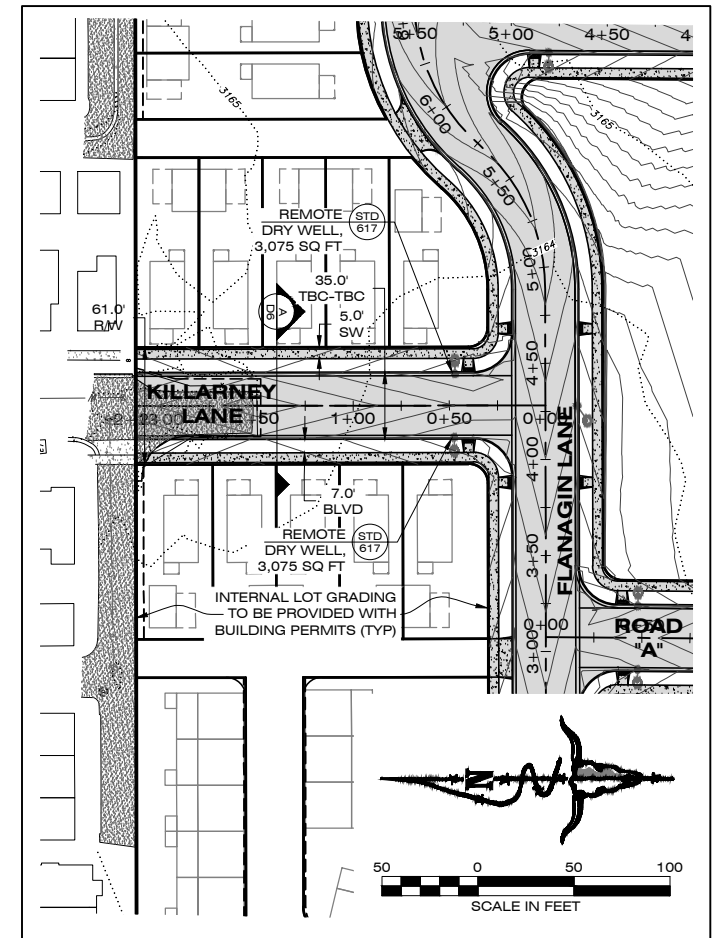 5+50
5+00
4+50
3165
6+00
3165
5+50
REMOTE
DRY WELL,
3,075 SQ FT
STD
617
3164
5+00
35.0'
TBC-TBC
61.0'
R/W
A
D6
5.0'
SW
4+50
KILLARNEY
LANE
50
1+00
0+50
0+00
FLANAGIN LANE
4+00
7.0'
BLVD
REMOTE
DRY WELL,
3,075 SQ FT
STD
617
3+50
INTERNAL LOT GRADING
TO BE PROVIDED WITH
BUILDING PERMITS (TYP)
0+00
ROAD
"A"
3+00
N
50 0 50 100
SCALE IN FEET